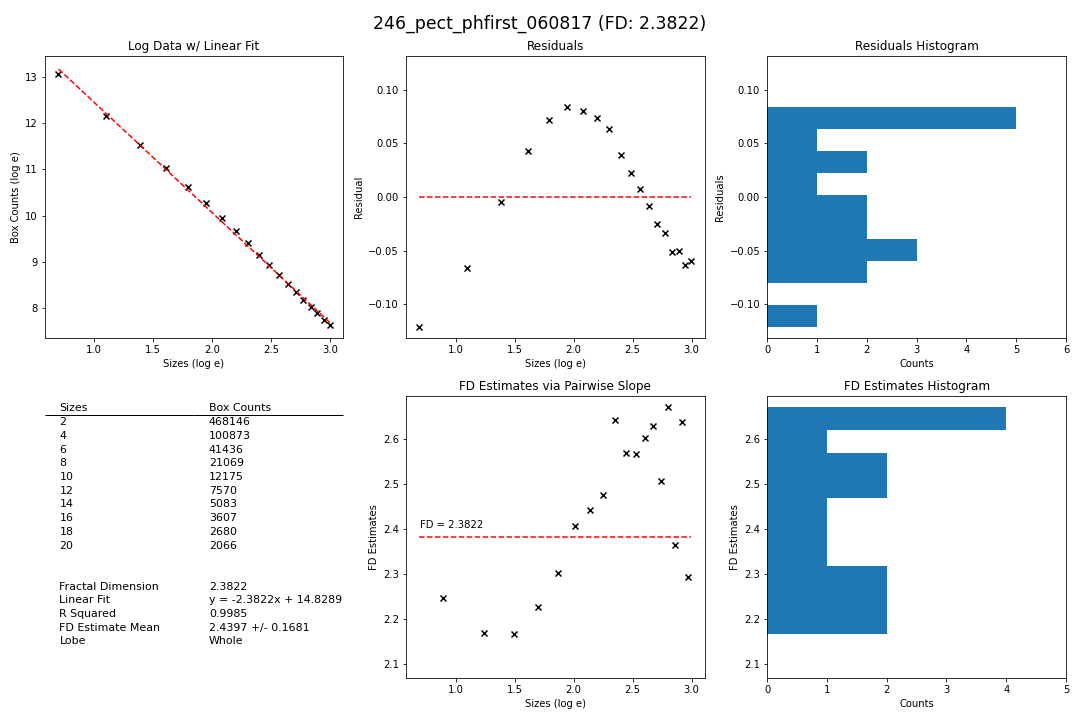 246_pect_phfirst_060817 (FD: 2.3822)
Log Data w/ Linear Fit
13
12
11
10
9
8
Box Counts (log e)
1.0 1.5 2.0 2.5 3.0
Sizes (log e)
Residuals
0.10
0.05
0.00
−0.05
−0.10
Residual
1.0 1.5 2.0 2.5 3.0
Sizes (log e)
Residuals Histogram
0.10
0.05
0.00
−0.05
−0.10
Residuals
0 1 2 3 4 5 6
Counts
Sizes Box Counts
2 468146
4 100873
6 41436
8 21069
10 12175
12 7570
14 5083
16 3607
18 2680
20 2066
Fractal Dimension 2.3822
Linear Fit y = -2.3822x + 14.8289
R Squared 0.9985
FD Estimate Mean 2.4397 +/- 0.1681
Lobe Whole
FD Estimates via Pairwise Slope
2.6
2.5
2.4
2.3
2.2
2.1
FD Estimates
FD = 2.3822
1.0 1.5 2.0 2.5 3.0
Sizes (log e)
FD Estimates Histogram
2.6
2.5
2.4
2.3
2.2
2.1
FD Estimates
0 1 2 3 4 5
Counts